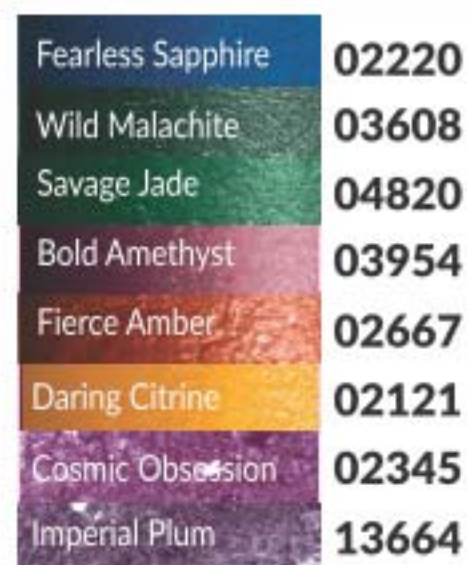 Fearless Sapphire 02220
Wild Malachite 03608
Savage Jade 04820
Bold Amethyst 03954
Fierce Amber 02667
Daring Citrine 02121
Cosmic Obsession 02345
Imperial Plum 13664